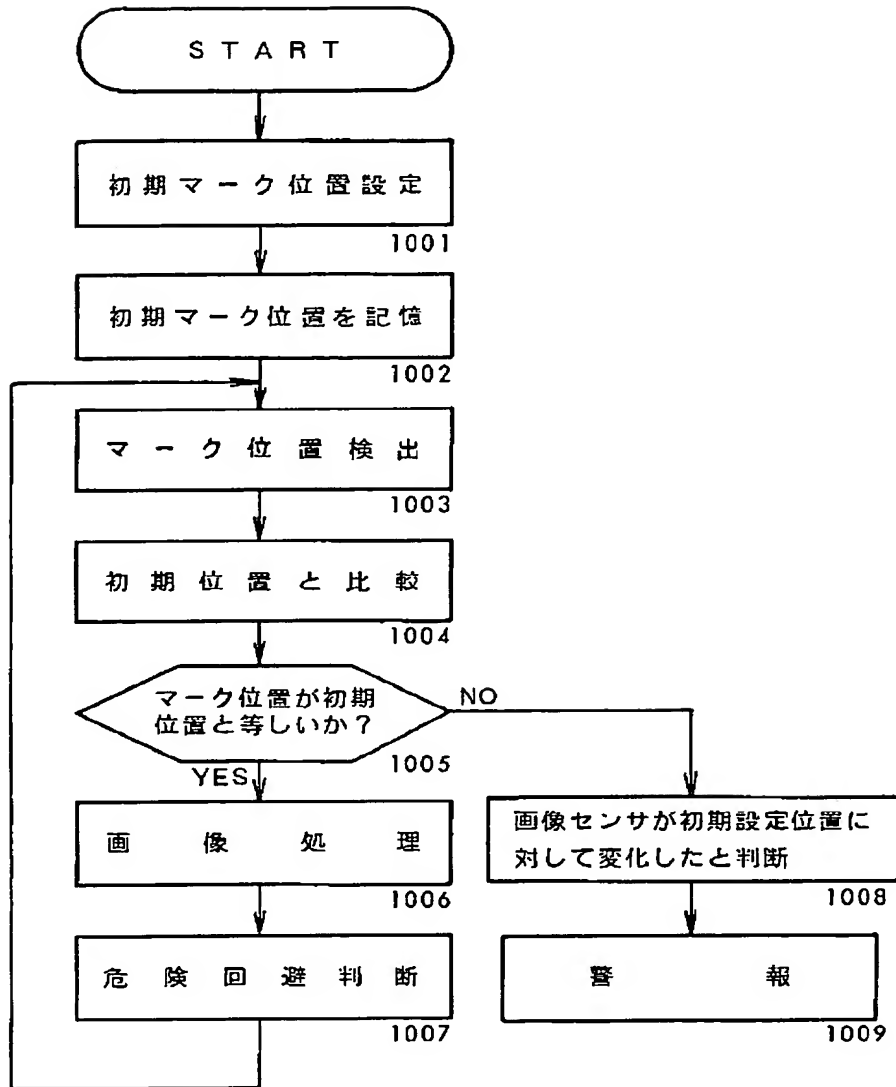 START
初期マーク位置設定
1001
初期マーク位置を記憶
1002
マーク位置検出
1003
初期位置と比較
1004
マーク位置が初期
位置と等しいか？
NO
1005
YES
画像処理
1006
画像センサが初期設定位置に
対して変化したと判断
1008
危険回避判断
1007
警報
1009